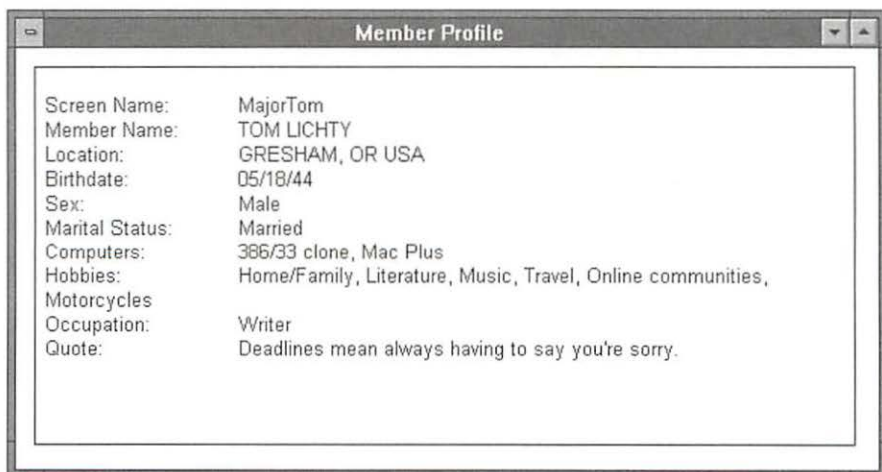 Member Profile
Screen Name: MajorTom
Member Name: TOM LICHTY
Location: GRESHAM, OR USA
Birthdate: 05/18/44
Sex: Male
Marital Status: Married
Computers: 386/33 clone, Mac Plus
Hobbies: Home/Family, Literature, Music, Travel, Online communities,
Motorcycles
Occupation: Writer
Quote: Deadlines mean always having to say you're sorry.